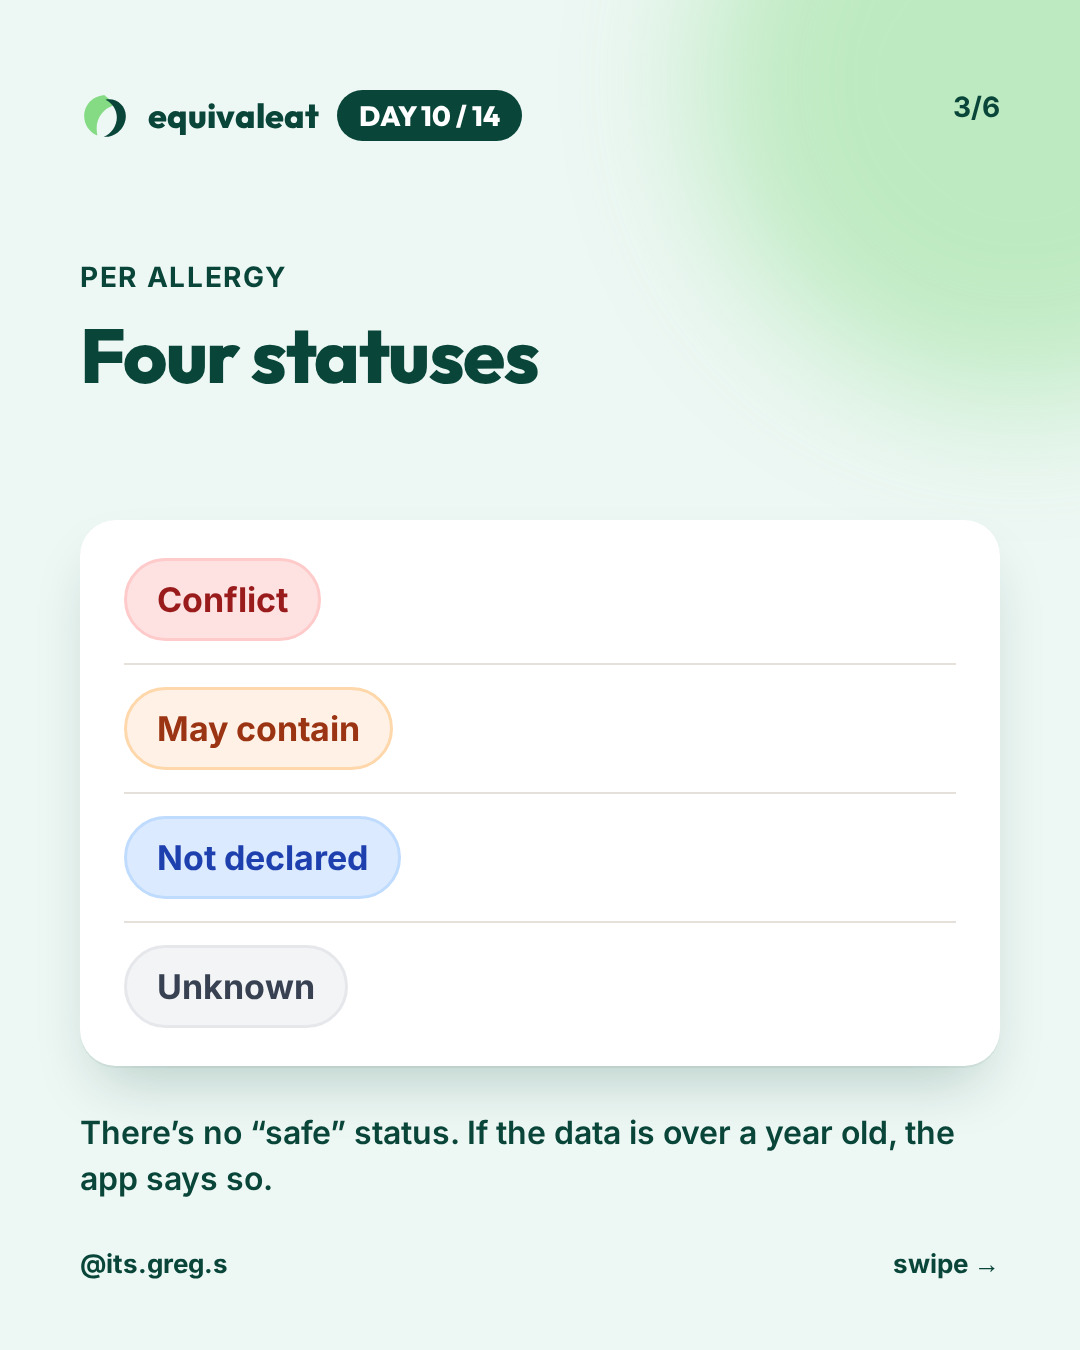 equivaleat
DAY 10 / 14
3/6
PER ALLERGY
Four statuses
Conflict
May contain
Not declared
Unknown
There’s no “safe” status. If the data is over a year old, the
app says so.
@its.greg.s
swipe →